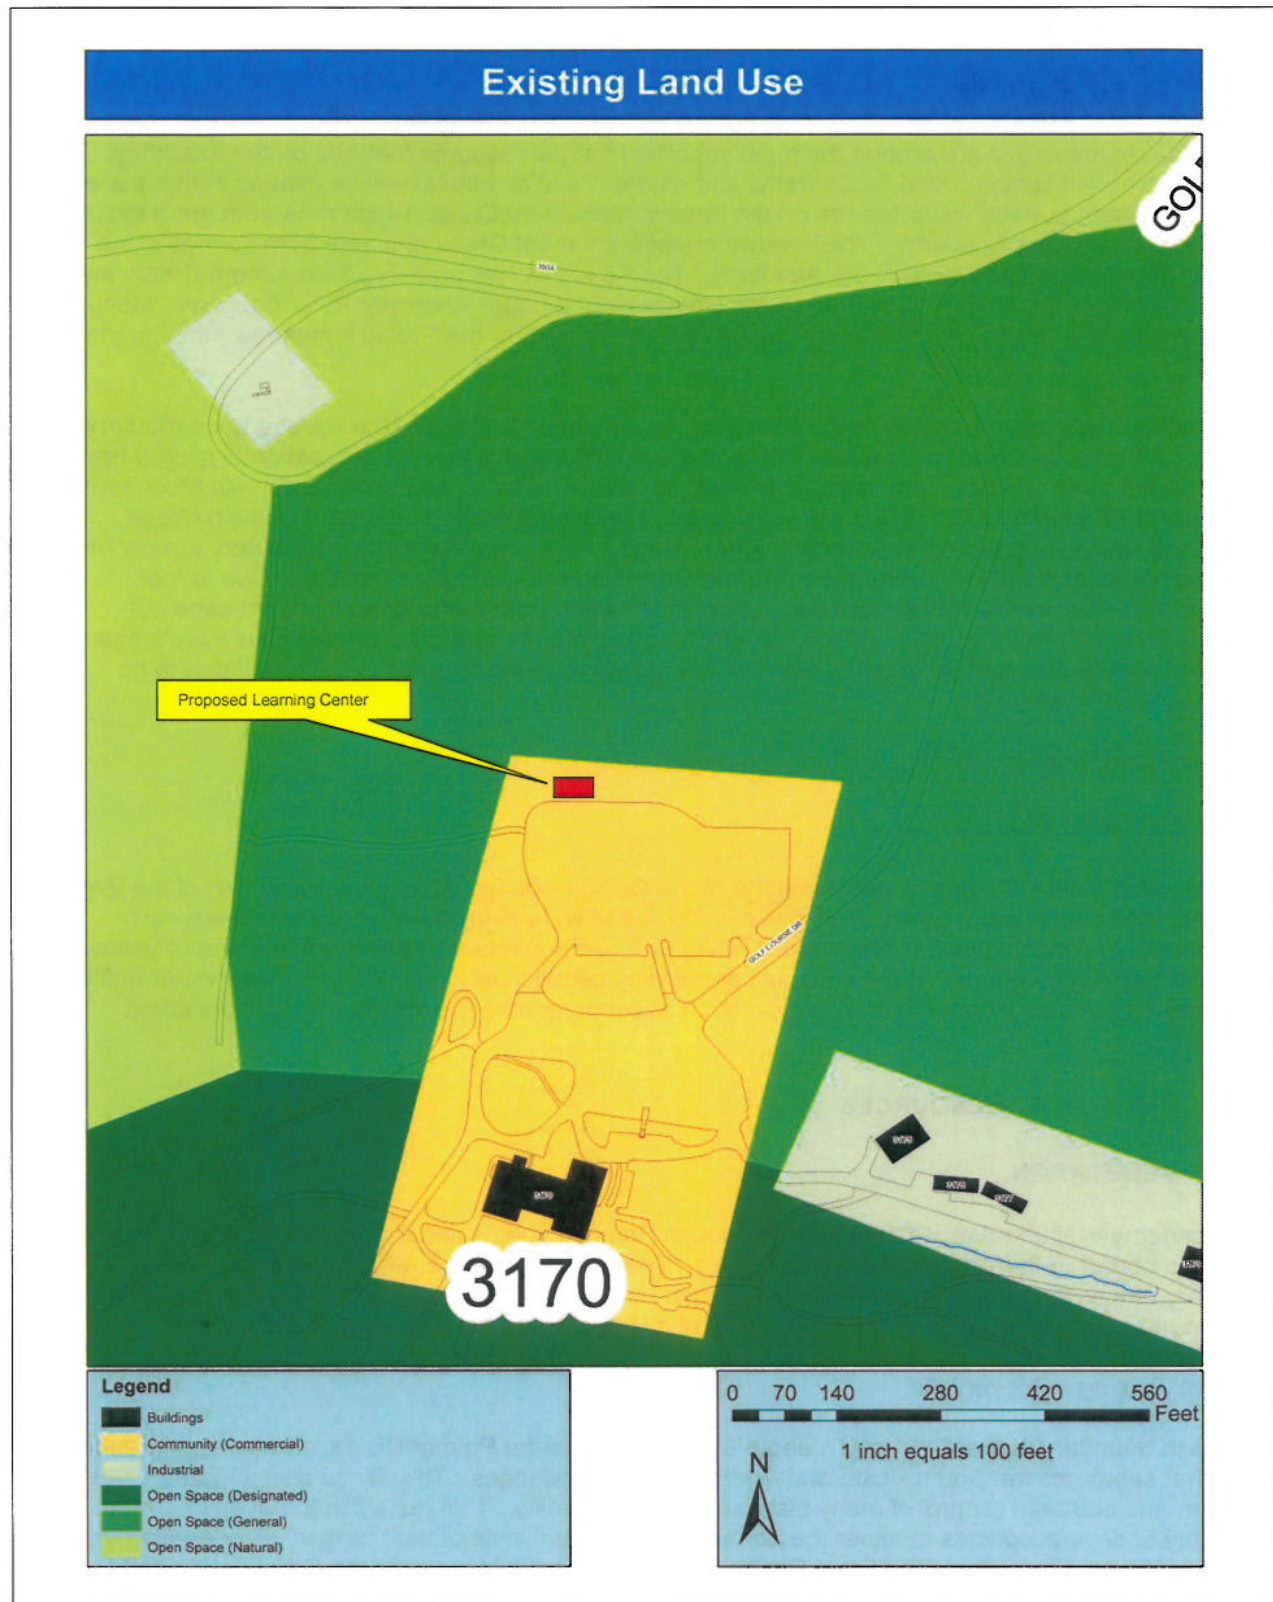 Existing Land Use
GOL
Proposed Learning Center
GOLF COURSE DR
3170
Legend
Buildings
Community (Commercial)
Industrial
Open Space (Designated)
Open Space (General)
Open Space (Natural)
0 70 140 280 420 560
Feet
1 inch equals 100 feet
N